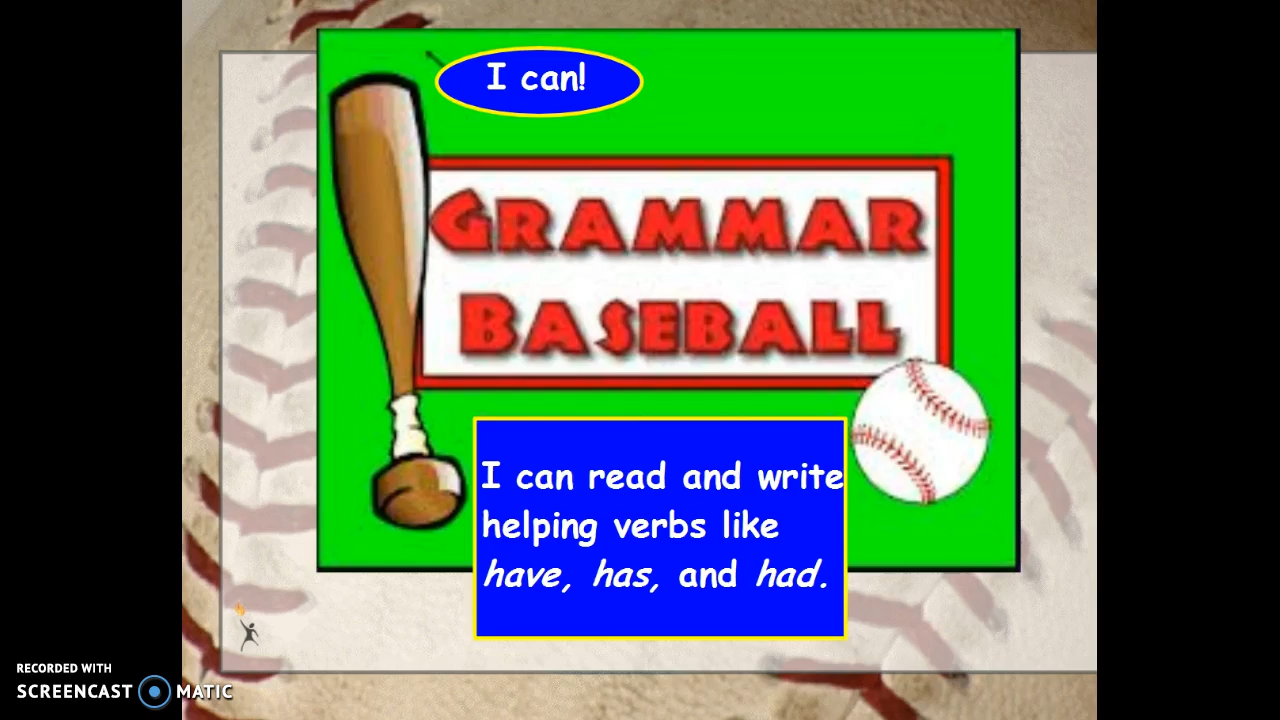 I can!
GRAMMAR
BASEBALL
I can read and write
helping verbs like
have, has, and had.
RECORDED WITH
SCREENCAST MATIC